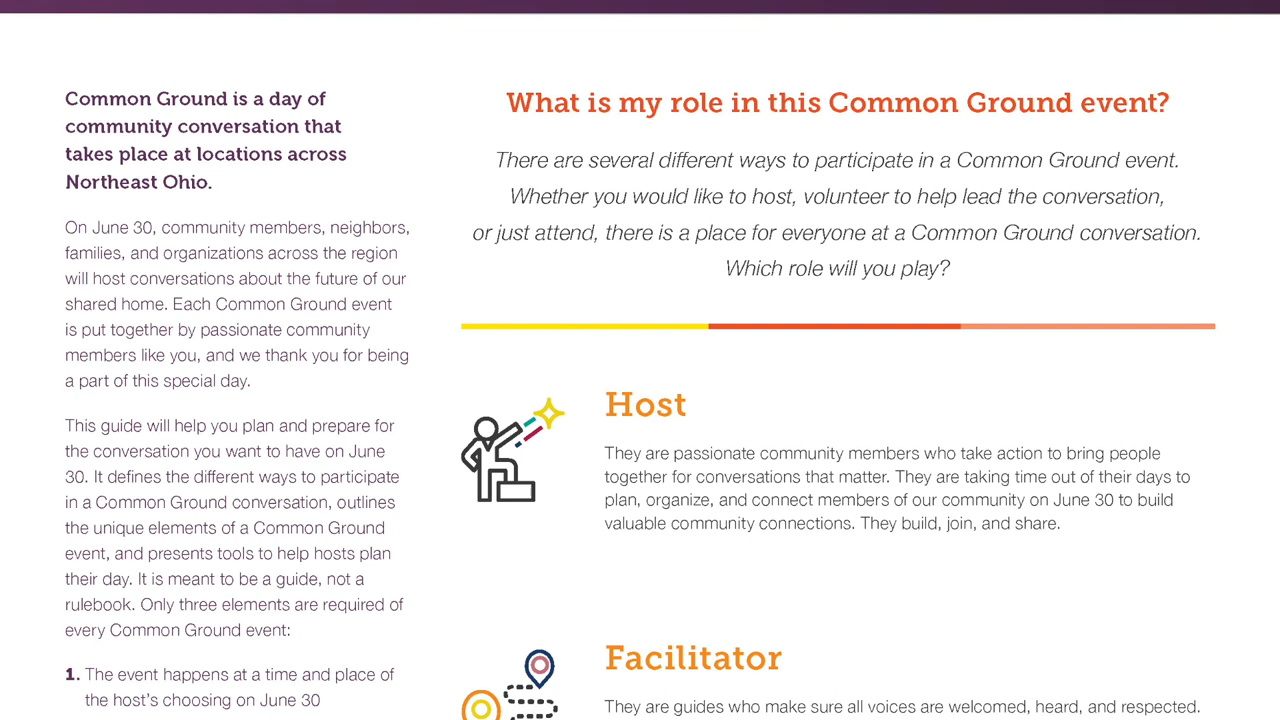 Common Ground is a day of
community conversation that
takes place at locations across
Northeast Ohio.
On June 30, community members, neighbors,
families, and organizations across the region
will host conversations about the future of our
shared home. Each Common Ground event
is put together by passionate community
members like you, and we thank you for being
a part of this special day.
This guide will help you plan and prepare for
the conversation you want to have on June
30. It defines the different ways to participate
in a Common Ground conversation, outlines
the unique elements of a Common Ground
event, and presents tools to help hosts plan
their day. It is meant to be a guide, not a
rulebook. Only three elements are required of
every Common Ground event:
1. The event happens at a time and place of
the host’s choosing on June 30
What is my role in this Common Ground event?
There are several different ways to participate in a Common Ground event.
Whether you would like to host, volunteer to help lead the conversation,
or just attend, there is a place for everyone at a Common Ground conversation.
Which role will you play?
Host
They are passionate community members who take action to bring people
together for conversations that matter. They are taking time out of their days to
plan, organize, and connect members of our community on June 30 to build
valuable community connections. They build, join, and share.
Facilitator
They are guides who make sure all voices are welcomed, heard, and respected.